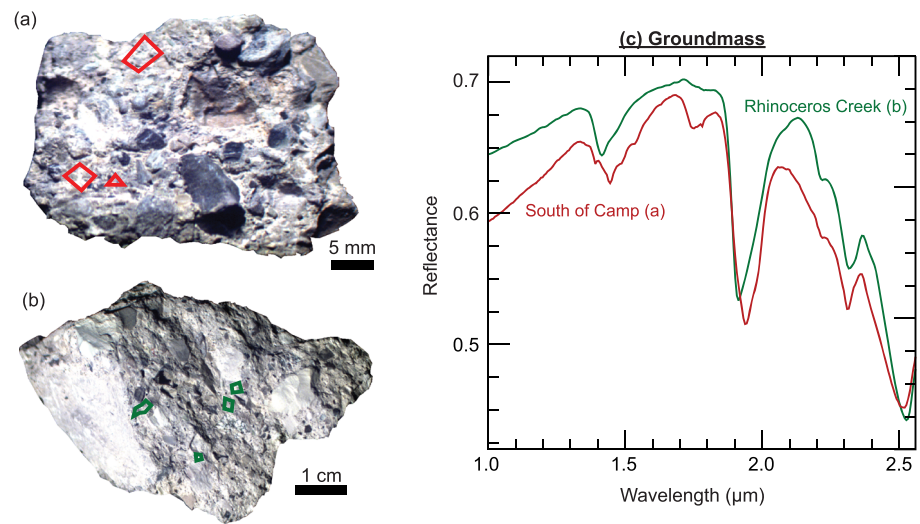 (a)
5 mm
(b)
1 cm
(c) Groundmass
Rhinoceros Creek (b)
South of Camp (a)
Reflectance
0.7
0.6
0.5
1.0 1.5 2.0 2.5
Wavelength (μm)